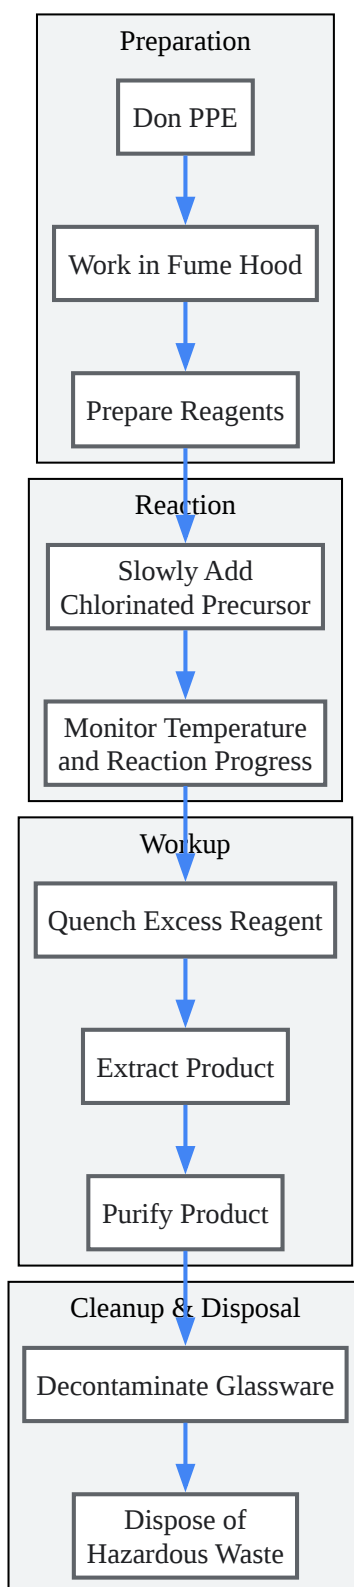 Preparation
Don PPE
Work in Fume Hood
Prepare Reagents
Reaction
Slowly Add
Chlorinated Precursor
Monitor Temperature
and Reaction Progress
Workup
Quench Excess Reagent
Extract Product
Purify Product
Cleanup & Disposal
Decontaminate Glassware
Dispose of
Hazardous Waste